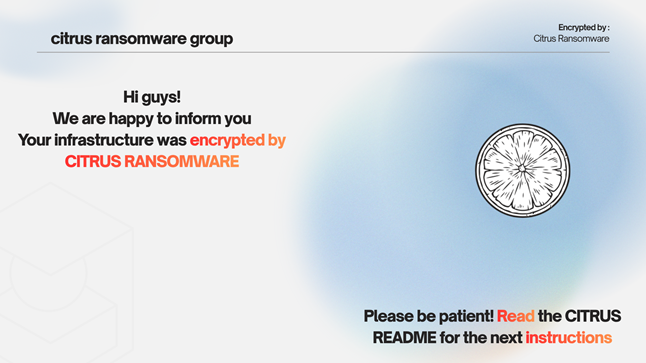 citrus ransomware group
Encrypted by :
Citrus Ransomware
Hi guys!
We are happy to inform you
Your infrastructure was encrypted by
CITRUS RANSOMWARE
Please be patient! Read the CITRUS
README for the next instructions